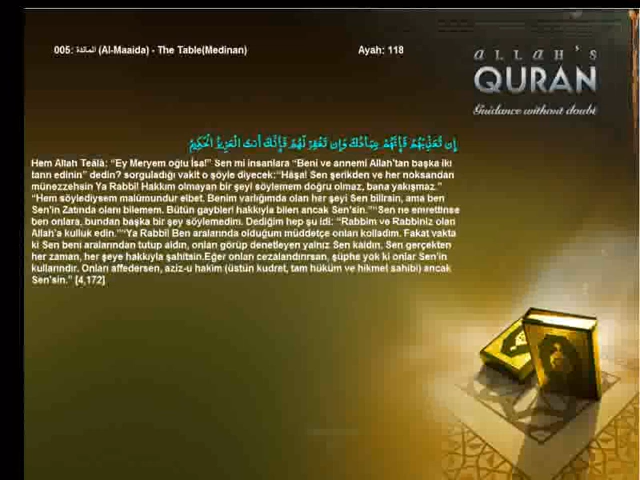 005: المائدة (Al-Maaida) - The Table(Medinan)
Ayah: 118
ALLAH'S
QURAN
Guidance without doubt
إِن تُعَذِّبْهُمْ فَإِنَّهُمْ عِبَادُكَ وَإِن تَغْفِرْ لَهُمْ فَإِنَّكَ أَنتَ الْعَزِيزُ الْحَكِيمُ
Hem Allah Teâlâ: “Ey Meryem oğlu İsa!” Sen mi insanlara “Beni ve annemi Allah’tan başka iki
tanrı edinin” dedin? sorguladığı vakit o şöyle diyecek:“Hâşa! Sen şerikden ve her noksandan
münezzehsin Ya Rabbî! Hakkım olmayan bir şeyi söylemem doğru olmaz, bana yakışmaz.”
“Hem söylediysem malûmundur elbet. Benim varlığımda olan her şeyi Sen bilirsin, ama ben
Sen’in Zatında olanı bilemem. Bütün gaybleri hakkıyla bilen ancak Sen’sin.”“Sen ne emrettinse
ben onlara, bundan başka bir şey söylemedim. Dediğim hep şu idi: “Rabbim ve Rabbiniz olan
Allah’a kulluk edin.”“Ya Rabbî! Ben aralarında olduğum müddetçe onları kolladım. Fakat vakta
ki Sen beni aralarından tutup aldın, onları görüp denetleyen yalnız Sen kaldın. Sen gerçekten
her zaman, her şeye hakkıyla şahitsin.Eğer onları cezalandırırsan, şüphe yok ki onlar Sen’in
kullarındır. Onları affedersen, aziz-u hakîm (üstün kudret, tam hüküm ve hikmet sahibi) ancak
Sen’sin.” [4,172]